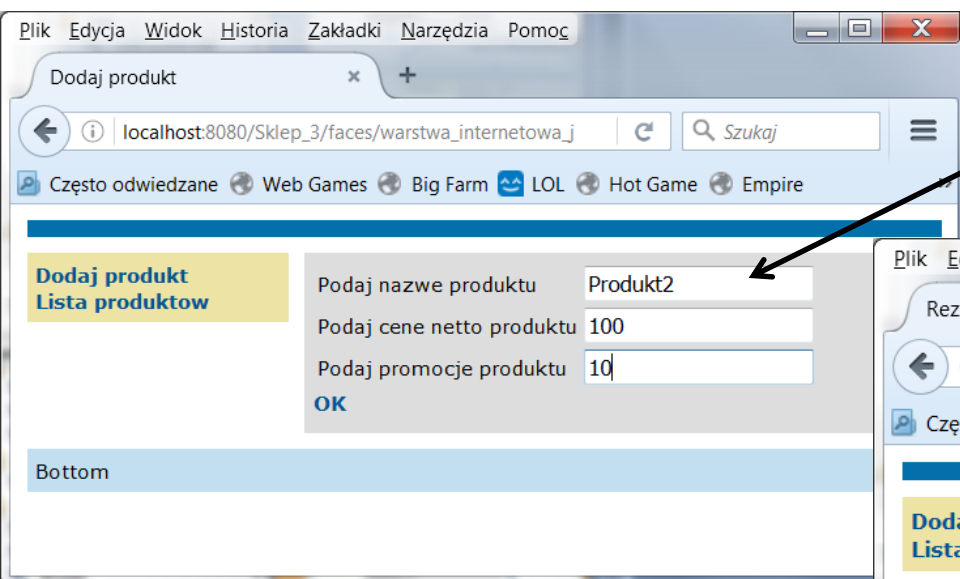 Plik Edycja Widok Historia Zakładki Narzędzia Pomoc
Dodaj produkt
localhost:8080/Sklep_3/faces/warstwa_internetowa_j
Szukaj
Często odwiedzane Web Games Big Farm LOL Hot Game Empire
Dodaj produkt
Lista produktow
Podaj nazwe produktu Produkt2
Podaj cene netto produktu 100
Podaj promocje produktu 10
OK
Bottom
Plik E
Rez
Czę
Doda
Lista